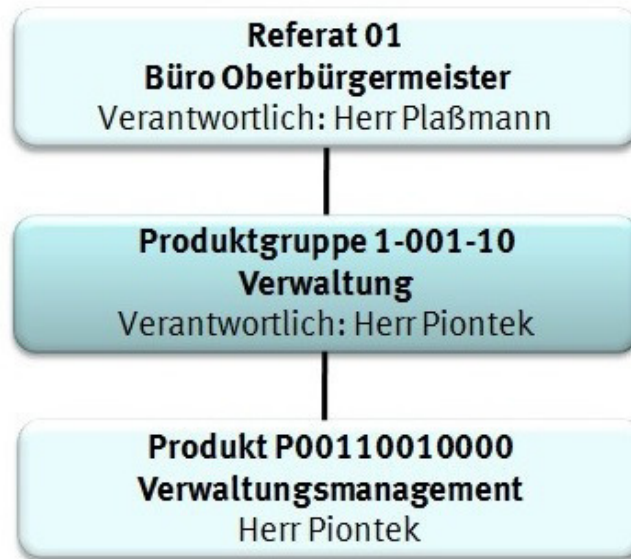 Referat 01
Büro Oberbürgermeister
Verantwortlich: Herr Plaßmann
Produktgruppe 1-001-10
Verwaltung
Verantwortlich: Herr Piontek
Produkt P00110010000
Verwaltungsmanagement
Herr Piontek